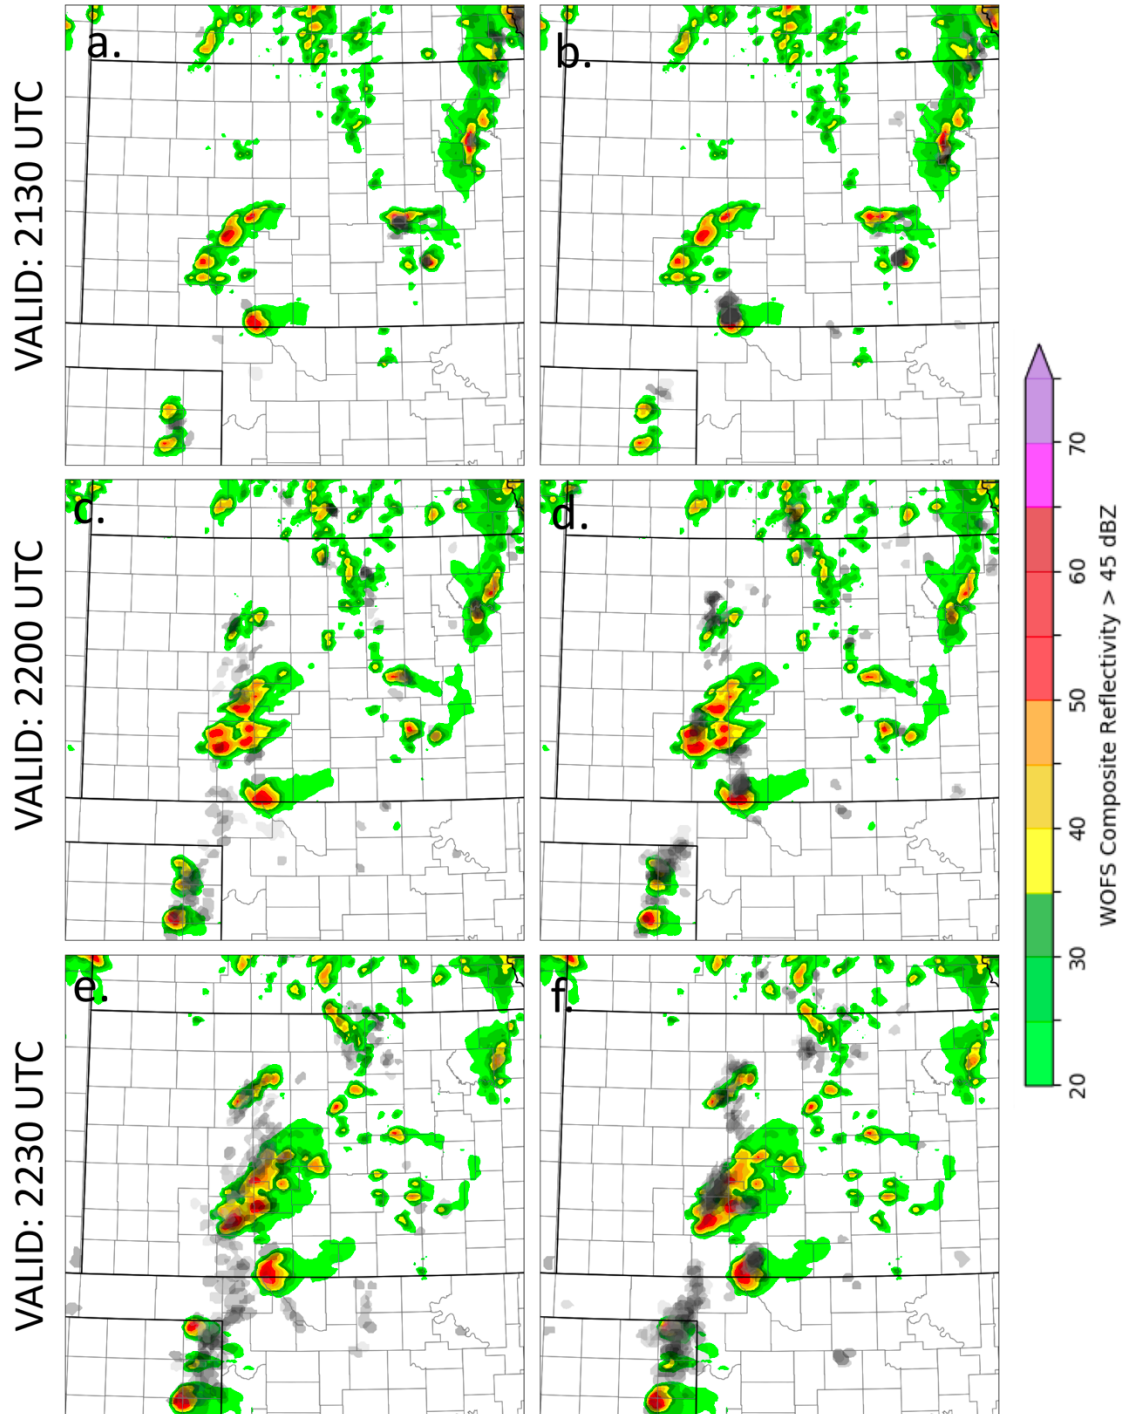 VALID: 2130 UTC
a.
b.
VALID: 2200 UTC
c.
d.
VALID: 2230 UTC
e.
f.
70
60
50
40
30
20
WOFS Composite Reflectivity > 45 dBZ